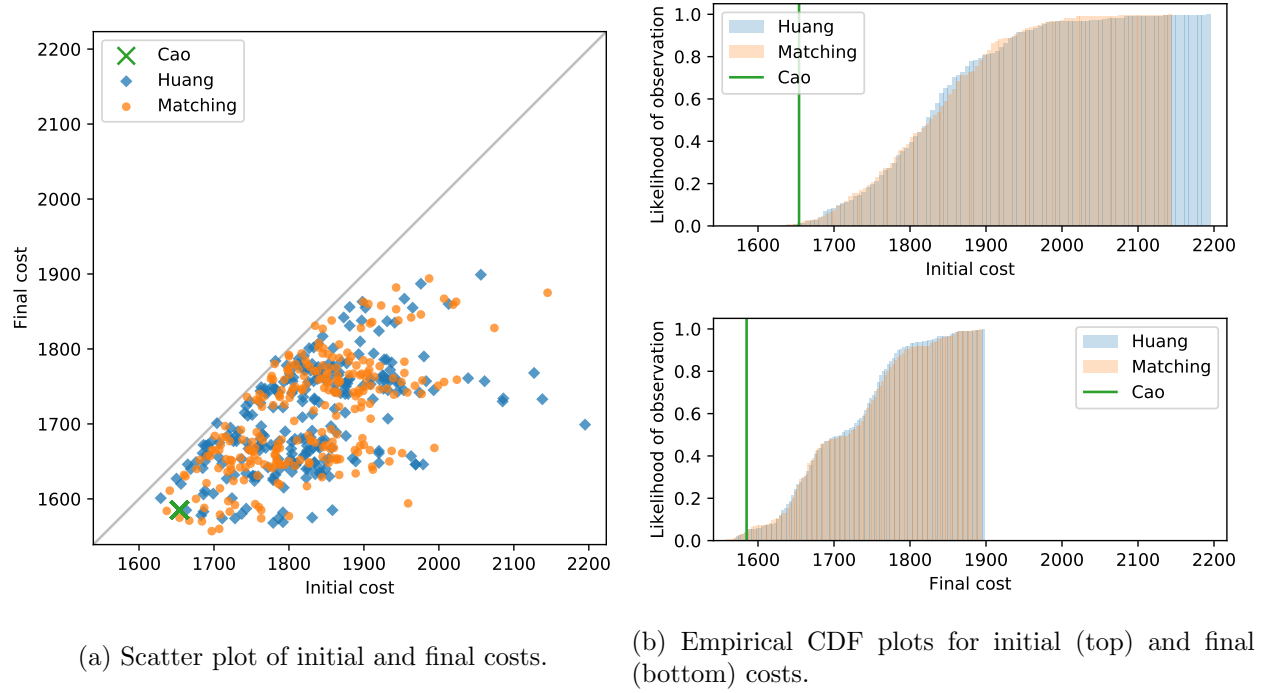 2200
2100
2000
1900
1800
1700
1600
Final cost
Cao
Huang
Matching
1600 1700 1800 1900 2000 2100 2200
Initial cost
(a) Scatter plot of initial and final costs.
1.0
0.8
0.6
0.4
0.2
0.0
Likelihood of observation
Huang
Matching
Cao
1600 1700 1800 1900 2000 2100 2200
Initial cost
1.0
0.8
0.6
0.4
0.2
0.0
Likelihood of observation
Huang
Matching
Cao
1600 1700 1800 1900 2000 2100 2200
Final cost
(b) Empirical CDF plots for initial (top) and final
(bottom) costs.